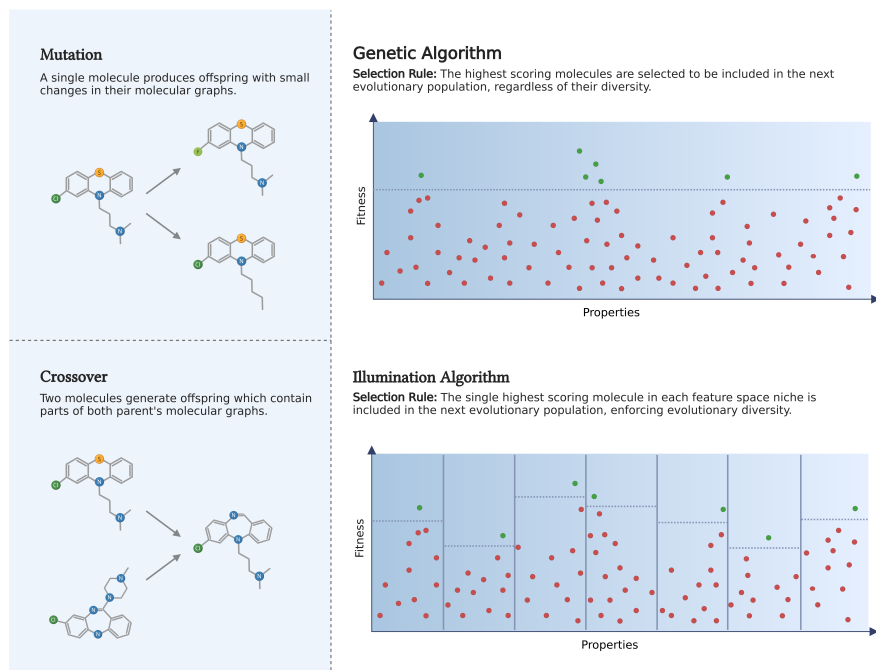 Mutation
A single molecule produces offspring with small
changes in their molecular graphs.
S
N
Cl
N
S
N
F
N
S
N
Cl
Crossover
Two molecules generate offspring which contain
parts of both parent's molecular graphs.
S
N
Cl
N
N
N
N
N
Cl
N
N
N
Genetic Algorithm
Selection Rule: The highest scoring molecules are selected to be included in the next
evolutionary population, regardless of their diversity.
Fitness
Properties
Illumination Algorithm
Selection Rule: The single highest scoring molecule in each feature space niche is
included in the next evolutionary population, enforcing evolutionary diversity.
Fitness
Properties